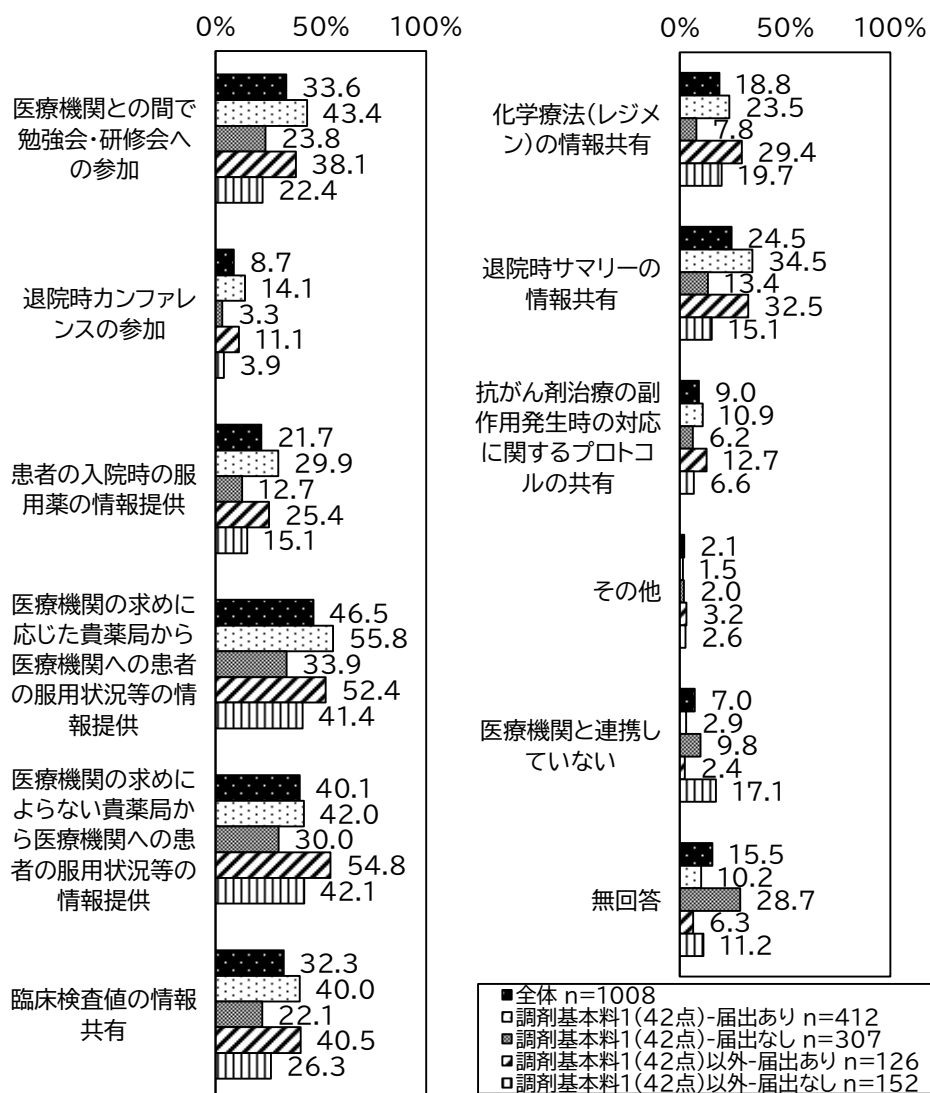 0%
50%
100%
医療機関との間で
勉強会・研修会へ
の参加
33.6
43.4
23.8
38.1
22.4
退院時カンファレ
ンスの参加
8.7
14.1
3.3
11.1
3.9
患者の入院時の服
用薬の情報提供
21.7
29.9
12.7
25.4
15.1
医療機関の求めに
応じた貴薬局から
医療機関への患者
の服用状況等の情
報提供
46.5
55.8
33.9
52.4
41.4
医療機関の求めに
よらない貴薬局か
ら医療機関への患
者の服用状況等の
情報提供
40.1
42.0
30.0
54.8
42.1
臨床検査値の情報
共有
32.3
40.0
22.1
40.5
26.3
0%
50%
100%
化学療法(レジメ
ン)の情報共有
18.8
23.5
7.8
29.4
19.7
退院時サマリーの
情報共有
24.5
34.5
13.4
32.5
15.1
抗がん剤治療の副
作用発生時の対応
に関するプロトコ
ルの共有
9.0
10.9
6.2
12.7
6.6
その他
2.1
1.5
2.0
3.2
2.6
医療機関と連携し
ていない
7.0
2.9
9.8
2.4
17.1
無回答
15.5
10.2
28.7
6.3
11.2
全体 n=1008
調剤基本料1(42点)-届出あり n=412
調剤基本料1(42点)-届出なし n=307
調剤基本料1(42点)以外-届出あり n=126
調剤基本料1(42点)以外-届出なし n=152